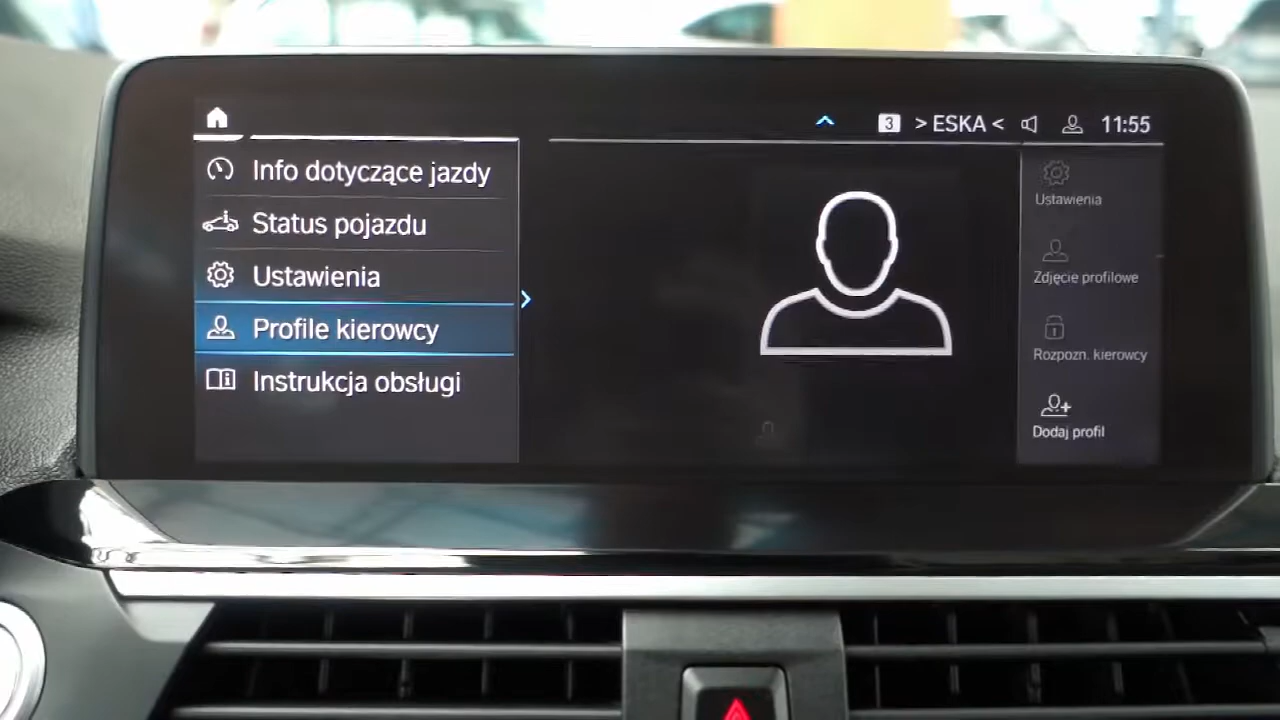 3 > ESKA < 11:55
Info dotyczące jazdy
Status pojazdu
Ustawienia
Profile kierowcy
Instrukcja obsługi
Ustawienia
Zdjęcie profilowe
Rozpozn. kierowcy
Dodaj profil